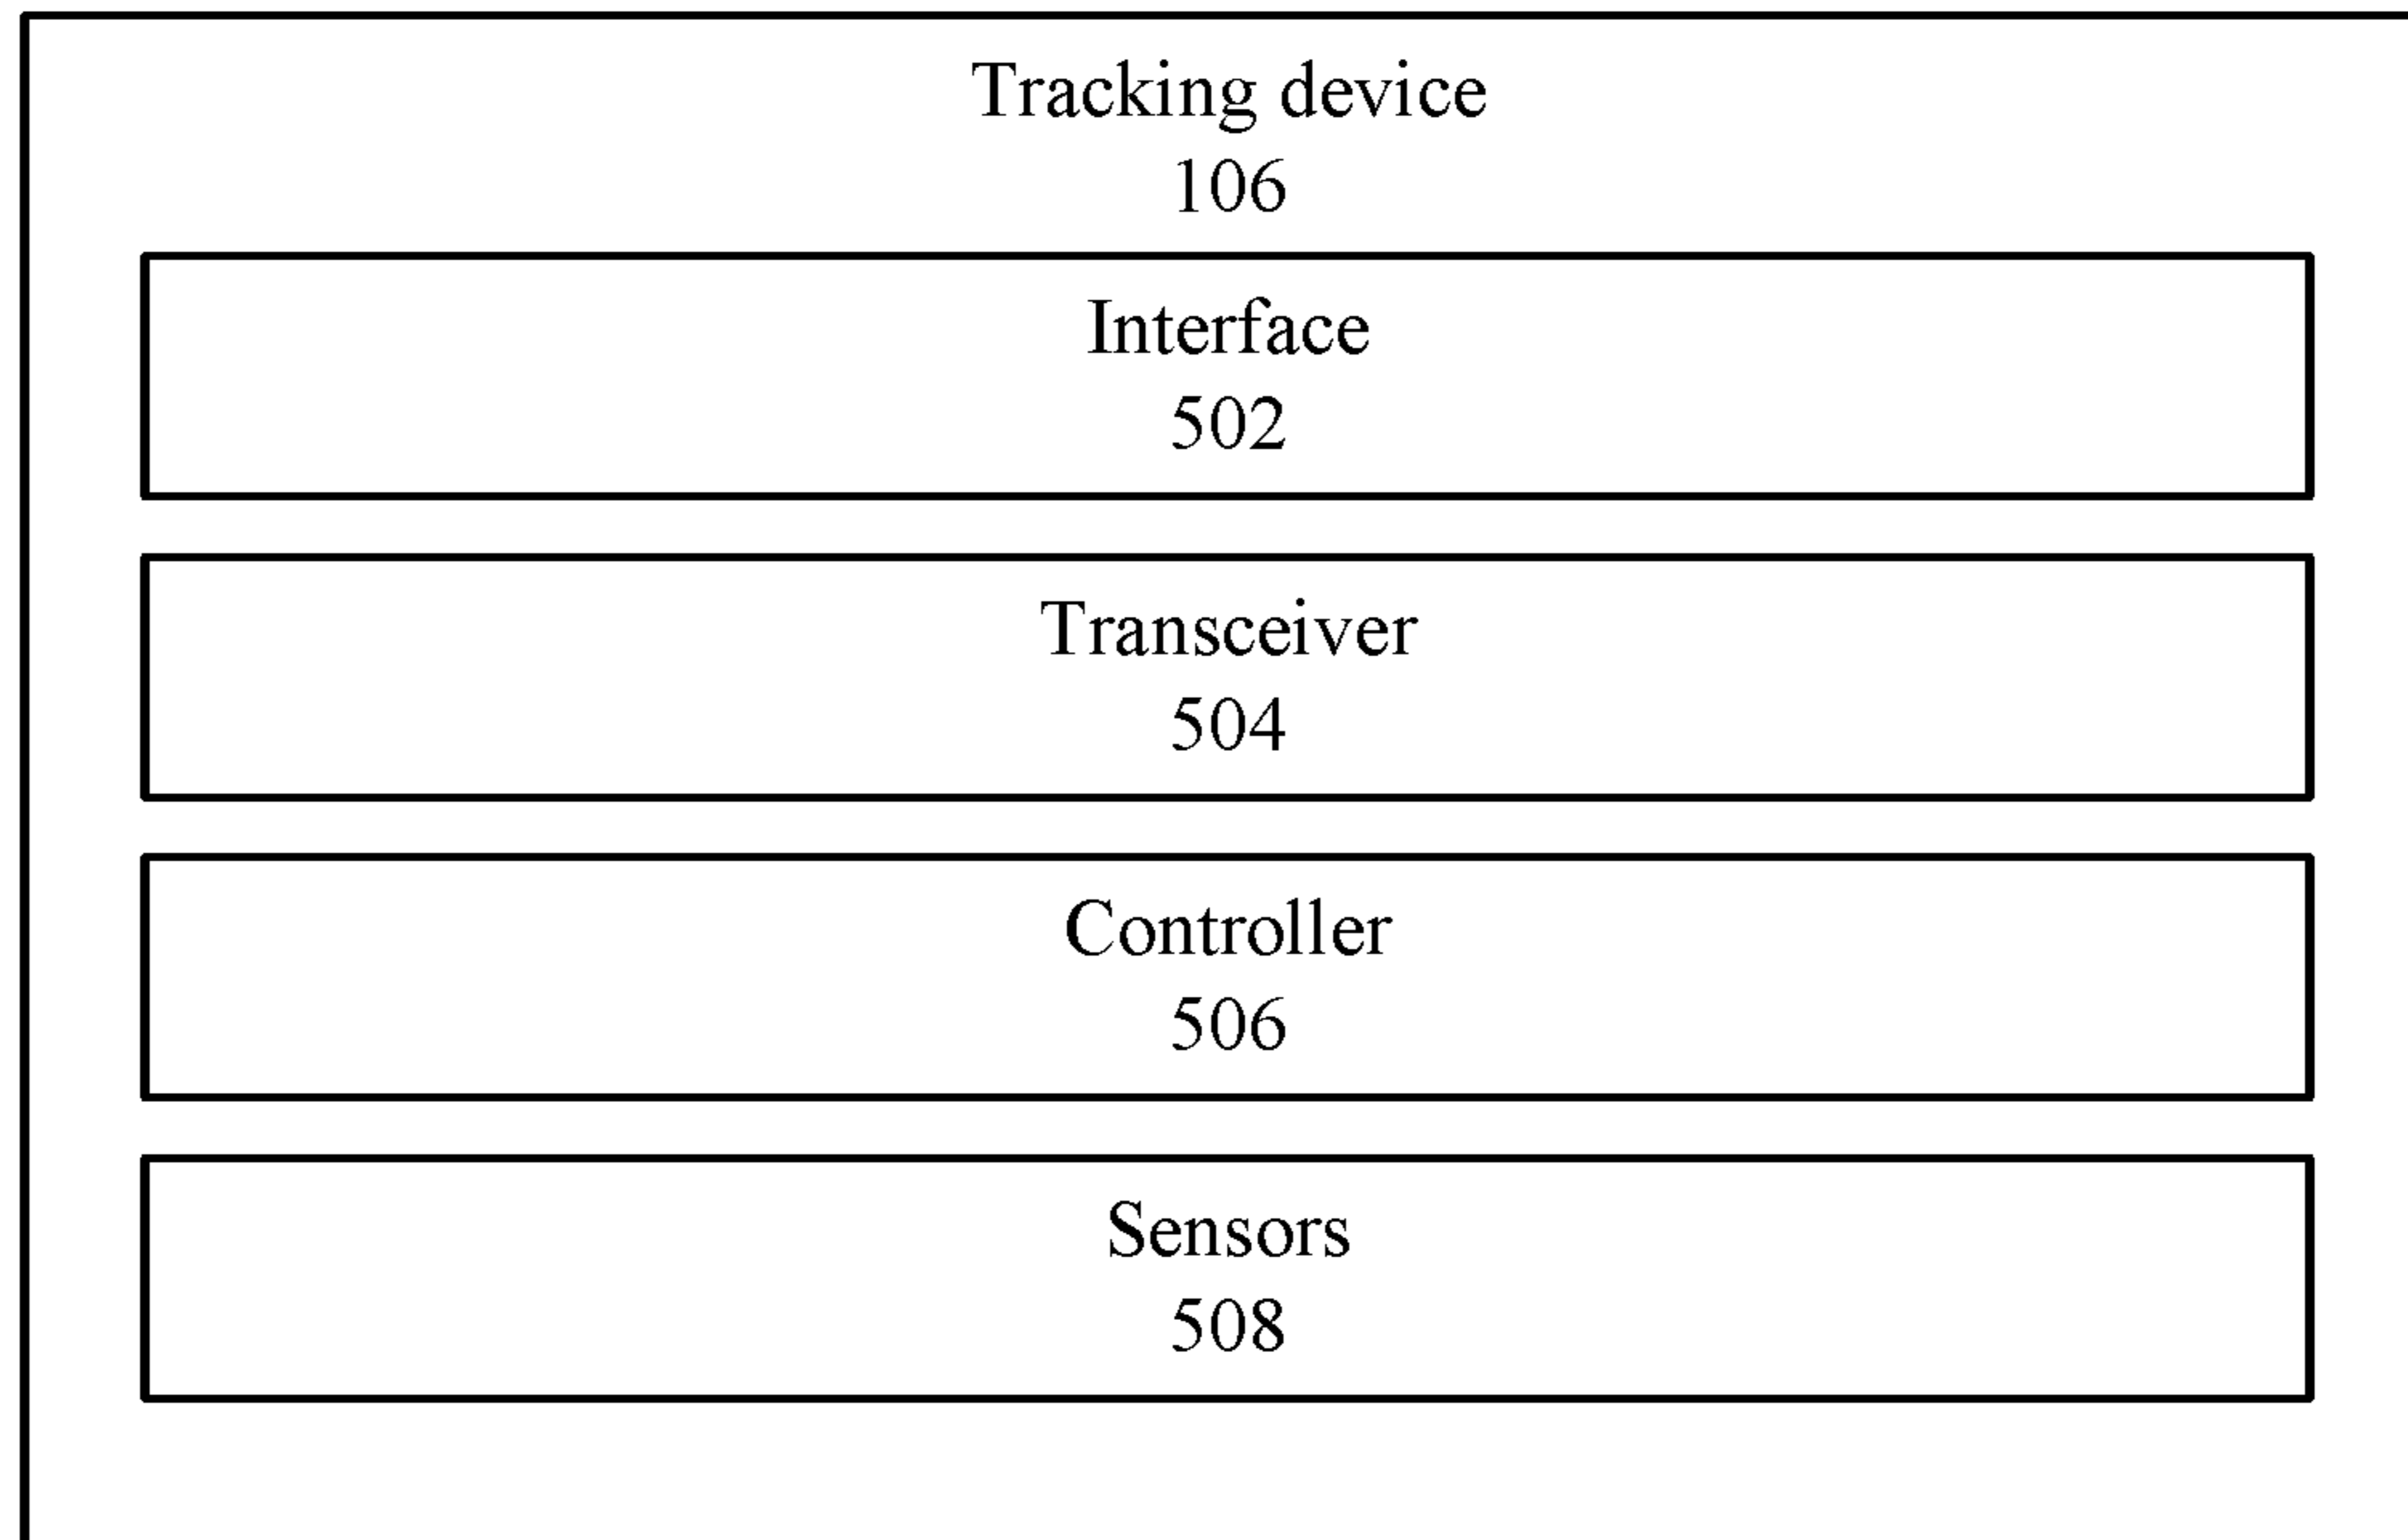 Tracking device
106
Interface
502
Transceiver
504
Controller
506
Sensors
508